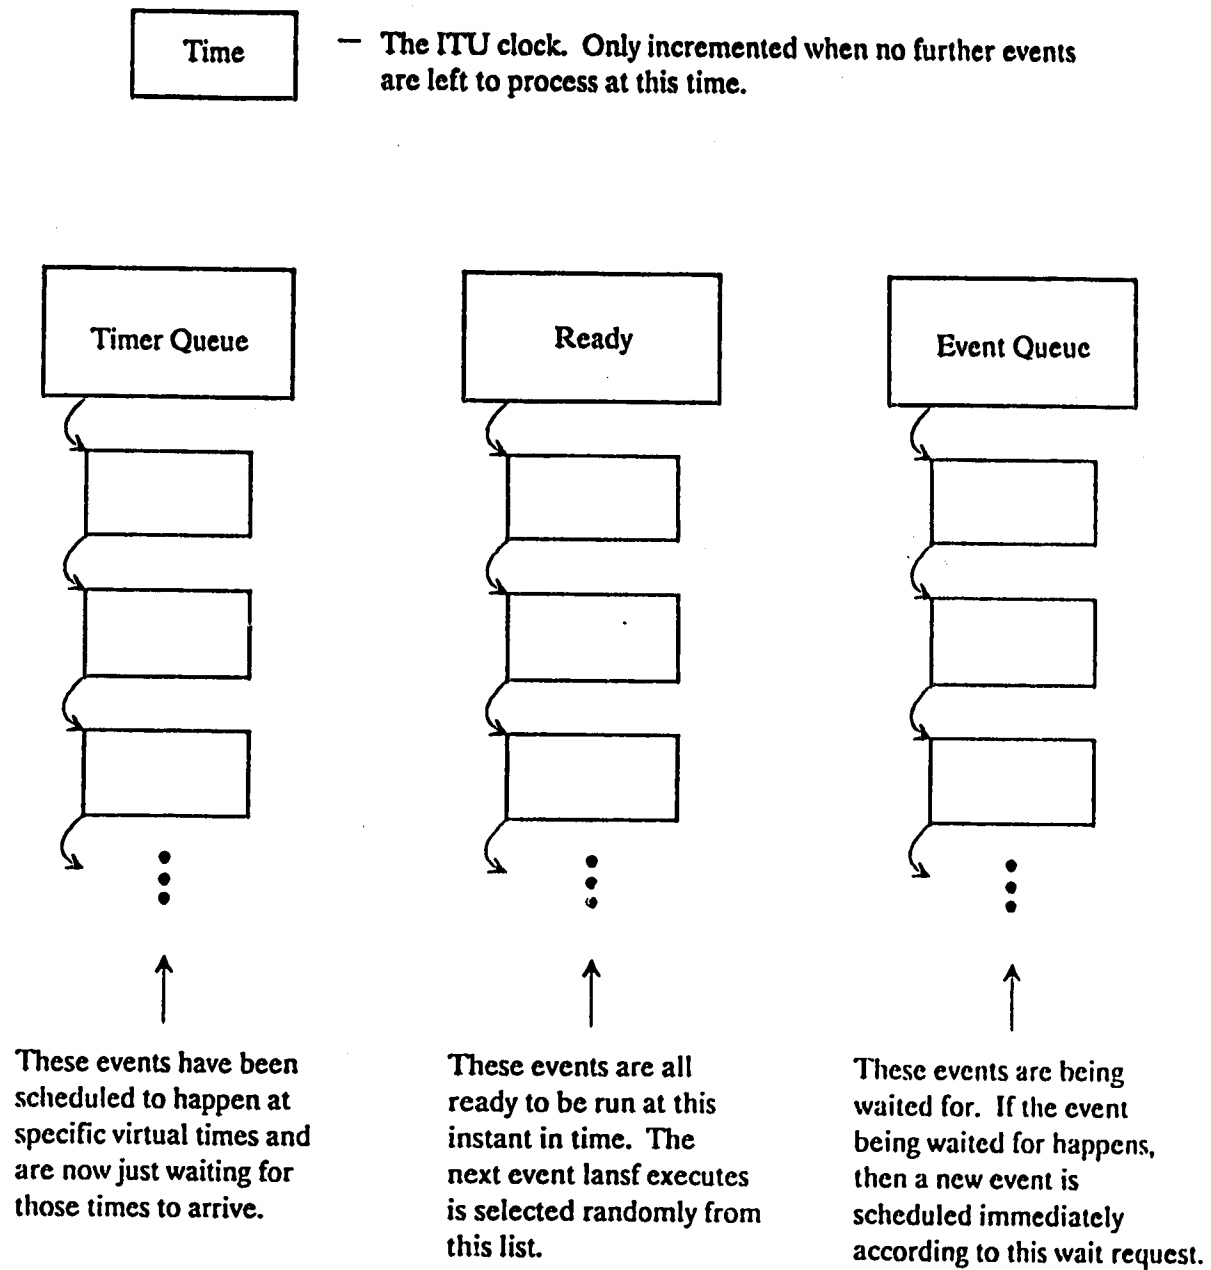 Time
— The ITU clock. Only incremented when no further events
are left to process at this time.
Timer Queue
Ready
Event Queue
These events have been
scheduled to happen at
specific virtual times and
are now just waiting for
those times to arrive.
These events are all
ready to be run at this
instant in time. The
next event lansf executes
is selected randomly from
this list.
These events are being
waited for. If the event
being waited for happens,
then a new event is
scheduled immediately
according to this wait request.